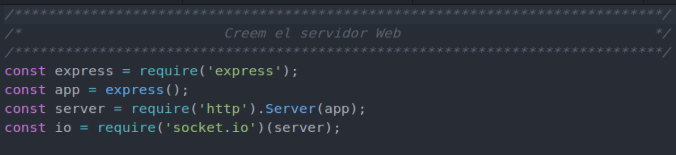 /*****************************************************************************/
/*                        Creem el servidor Web                              */
/*****************************************************************************/
const express = require('express');
const app = express();
const server = require('http').Server(app);
const io = require('socket.io')(server);